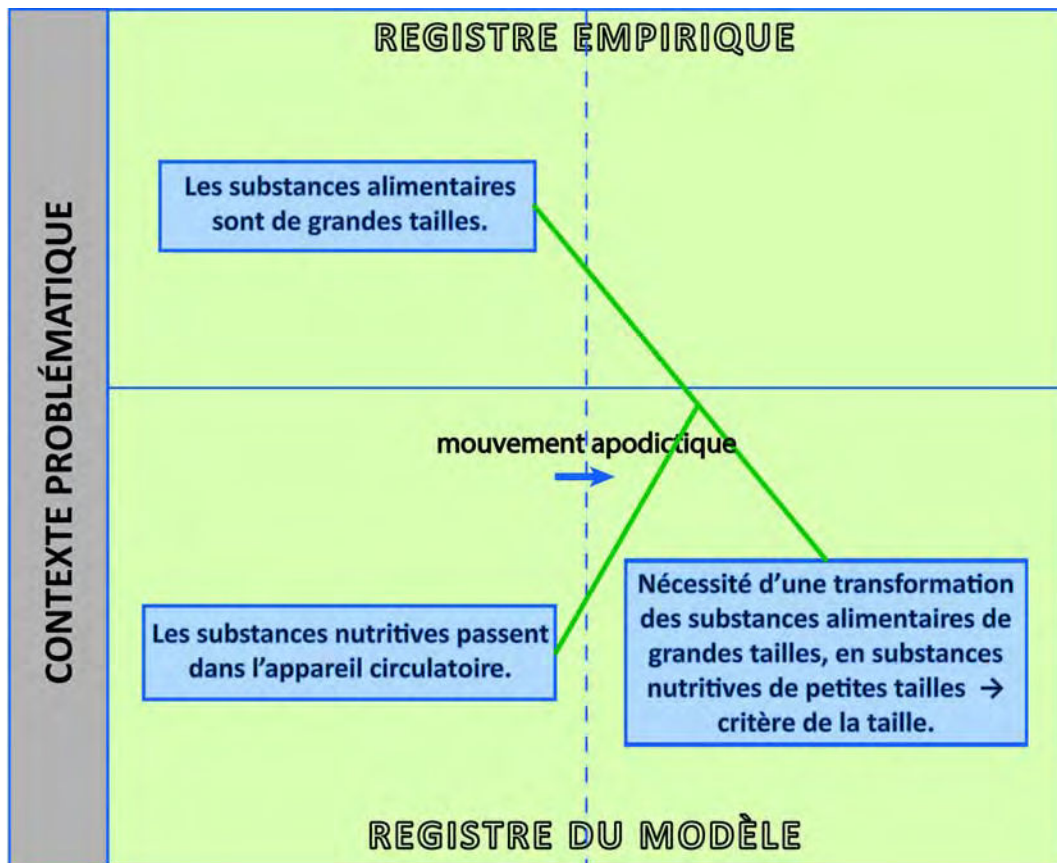 REGISTRE EMPIRIQUE
CONTEXTE PROBLÉMATIQUE
Les substances alimentaires
sont de grandes tailles.
mouvement apodictique
Les substances nutritives passent
dans l'appareil circulatoire.
Nécessité d'une transformation
des substances alimentaires de
grandes tailles, en substances
nutritives de petites tailles →
critère de la taille.
REGISTRE DU MODÈLE